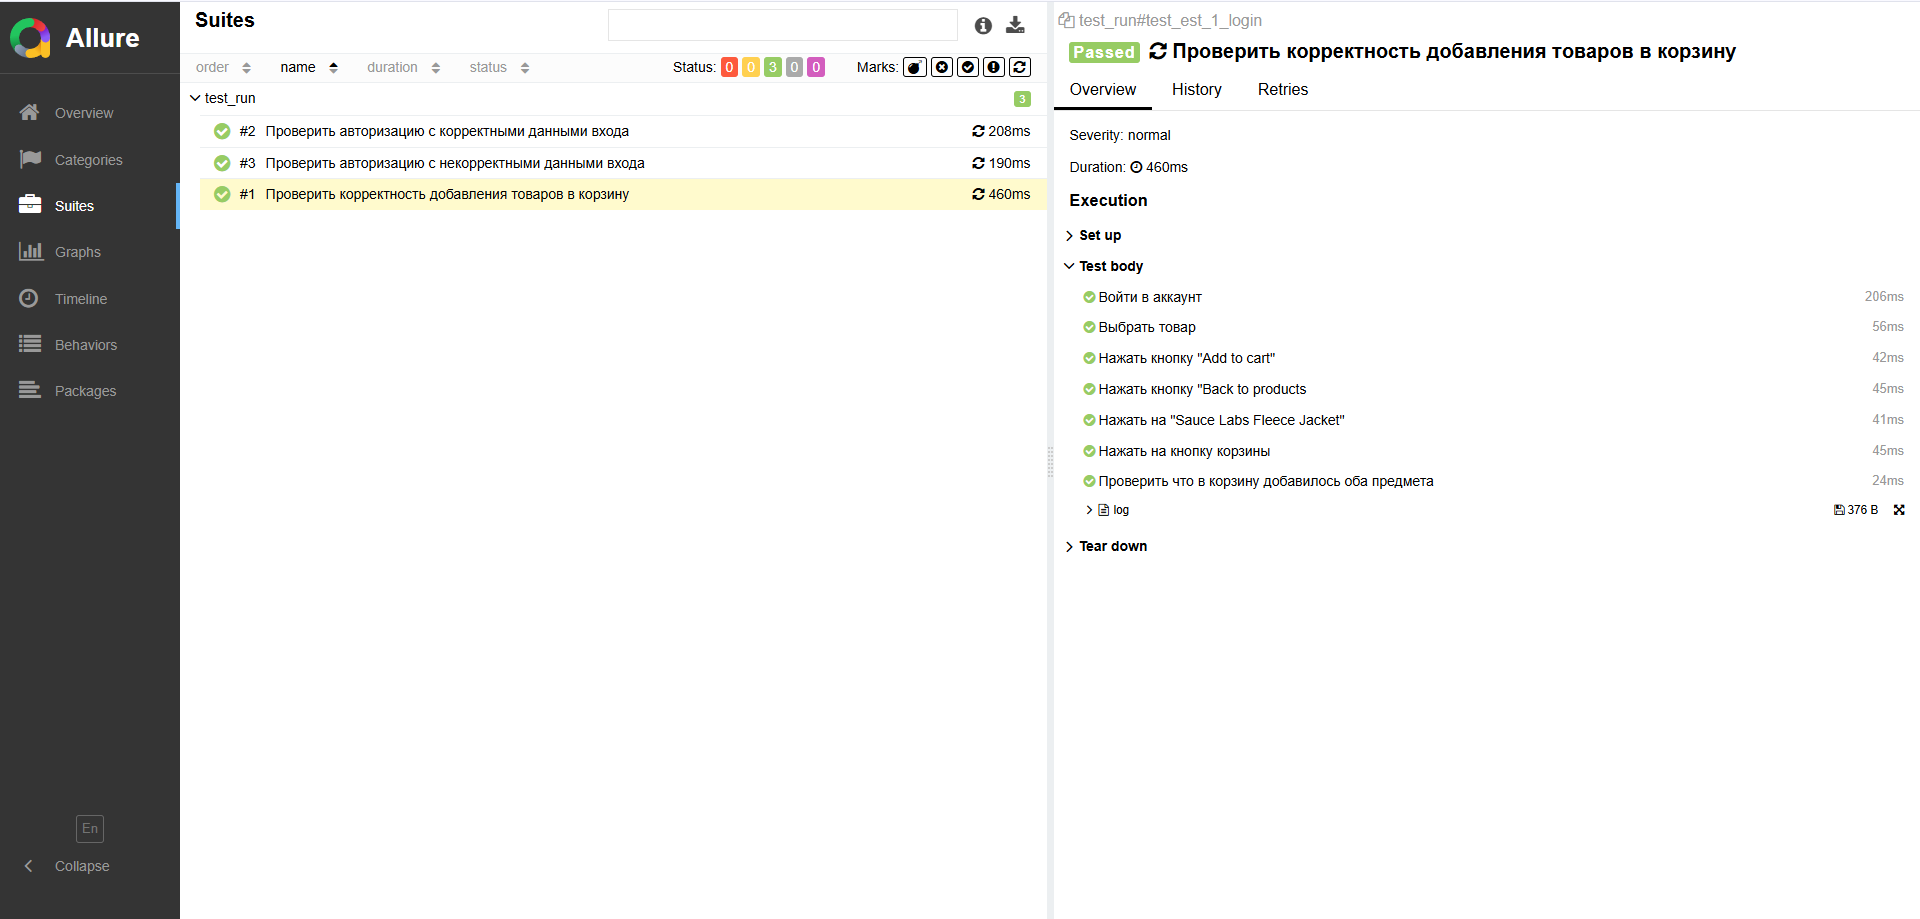 Allure
Overview
Categories
Suites
Graphs
Timeline
Behaviors
Packages
En
Collapse
Suites
order name duration status Status: 0 0 3 0 0 Marks:
test_run 3
#2 Проверить авторизацию с корректными данными входа 208ms
#3 Проверить авторизацию с некорректными данными входа 190ms
#1 Проверить корректность добавления товаров в корзину 460ms
test_run#test_est_1_login
Passed Проверить корректность добавления товаров в корзину
Overview History Retries
Severity: normal
Duration: 460ms
Execution
Set up
Test body
Войти в аккаунт 206ms
Выбрать товар 56ms
Нажать кнопку "Add to cart" 42ms
Нажать кнопку "Back to products 45ms
Нажать на "Sauce Labs Fleece Jacket" 41ms
Нажать на кнопку корзины 45ms
Проверить что в корзину добавилось оба предмета 24ms
log 376 B
Tear down